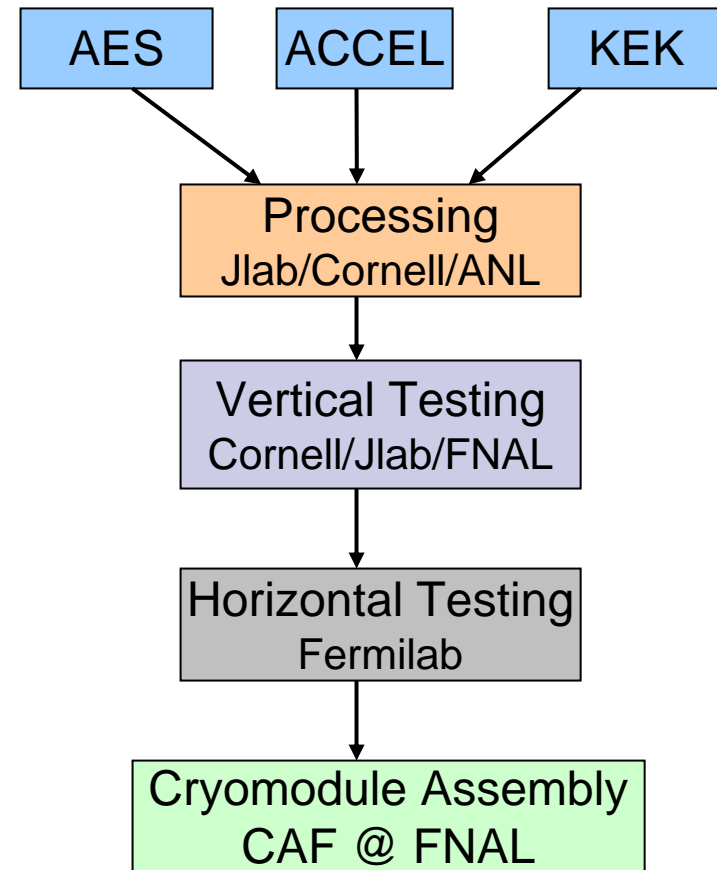 AES
ACCEL
KEK
Processing
Jlab/Cornell/ANL
Vertical Testing
Cornell/Jlab/FNAL
Horizontal Testing
Fermilab
Cryomodule Assembly
CAF @ FNAL